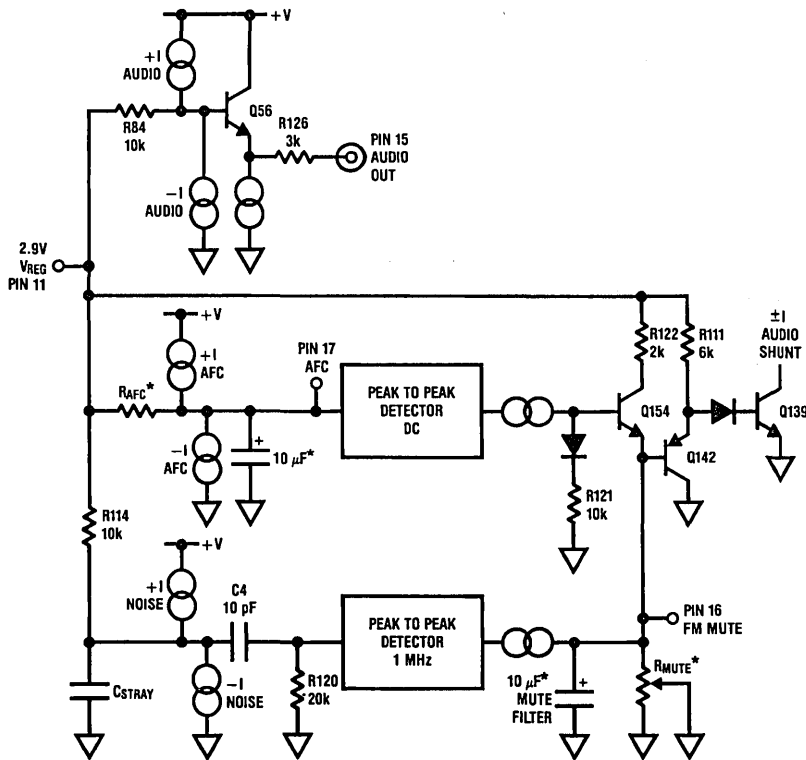 +V
+I
AUDIO
Q56
R84
10k
R126
3k
PIN 15
AUDIO
OUT
−I
AUDIO
2.9V
VREG
PIN 11
+V
+I
AFC
PIN 17
AFC
RAFC*
−I
AFC
+
10 µF*
PEAK TO PEAK
DETECTOR
DC
R122
2k
R111
6k
±I
AUDIO
SHUNT
Q154
Q139
Q142
R121
10k
R114
10k
+V
+I
NOISE
C4
10 pF
PEAK TO PEAK
DETECTOR
1 MHz
PIN 16
FM MUTE
CSTRAY
−I
NOISE
R120
20k
10 µF*
MUTE
FILTER
+
RMUTE*